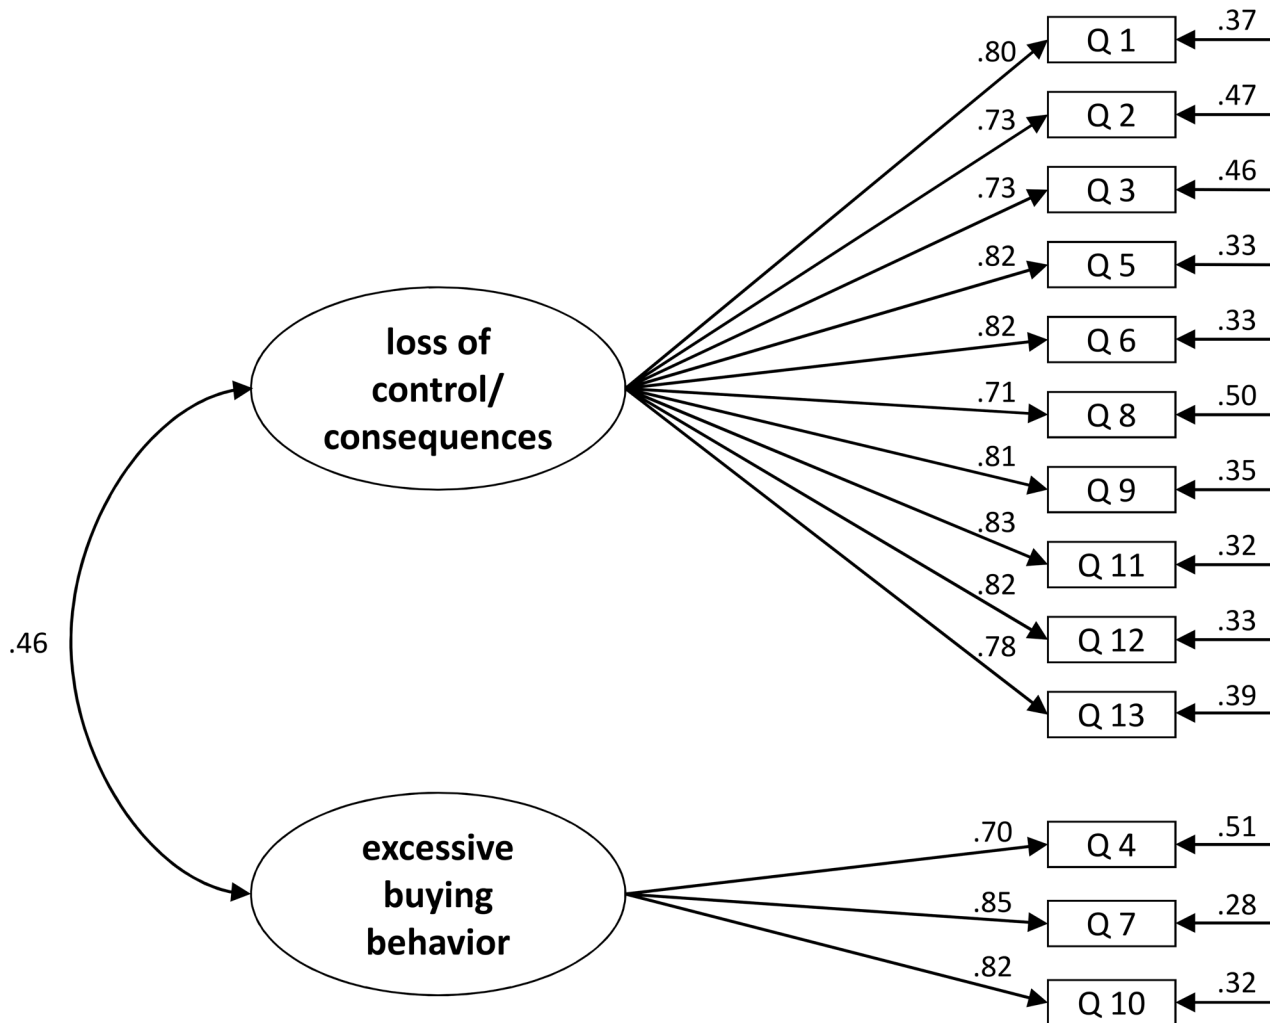 .80 Q 1 .37
.73 Q 2 .47
.73 Q 3 .46
.82 Q 5 .33
.82 Q 6 .33
.71 Q 8 .50
.81 Q 9 .35
.83 Q 11 .32
.82 Q 12 .33
.78 Q 13 .39
loss of
control/
consequences
.46
.70 Q 4 .51
.85 Q 7 .28
.82 Q 10 .32
excessive
buying
behavior